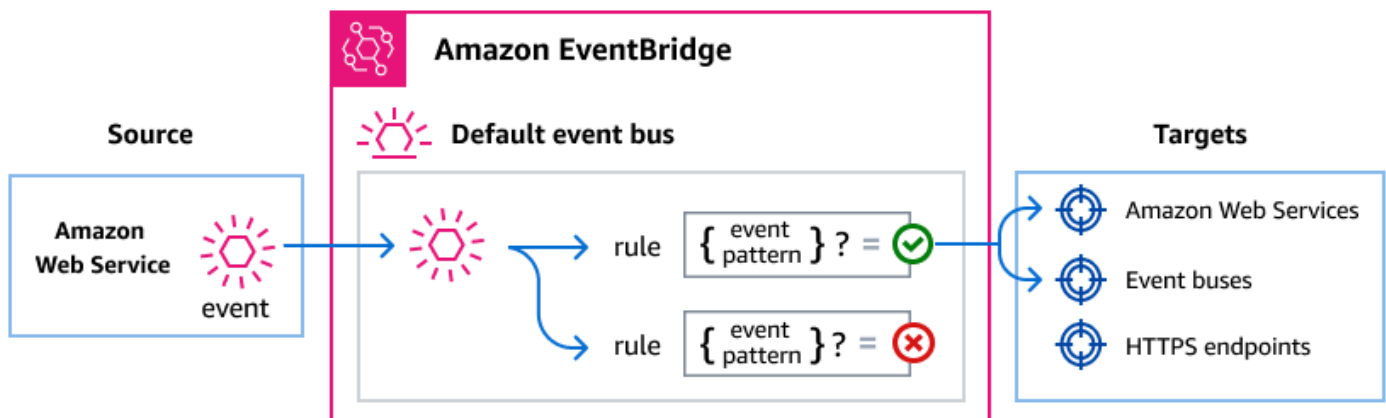 Amazon EventBridge
Source
Default event bus
Targets
Amazon
Web Service
event
rule
{ event
pattern } ? =
rule
{ event
pattern } ? =
Amazon Web Services
Event buses
HTTPS endpoints